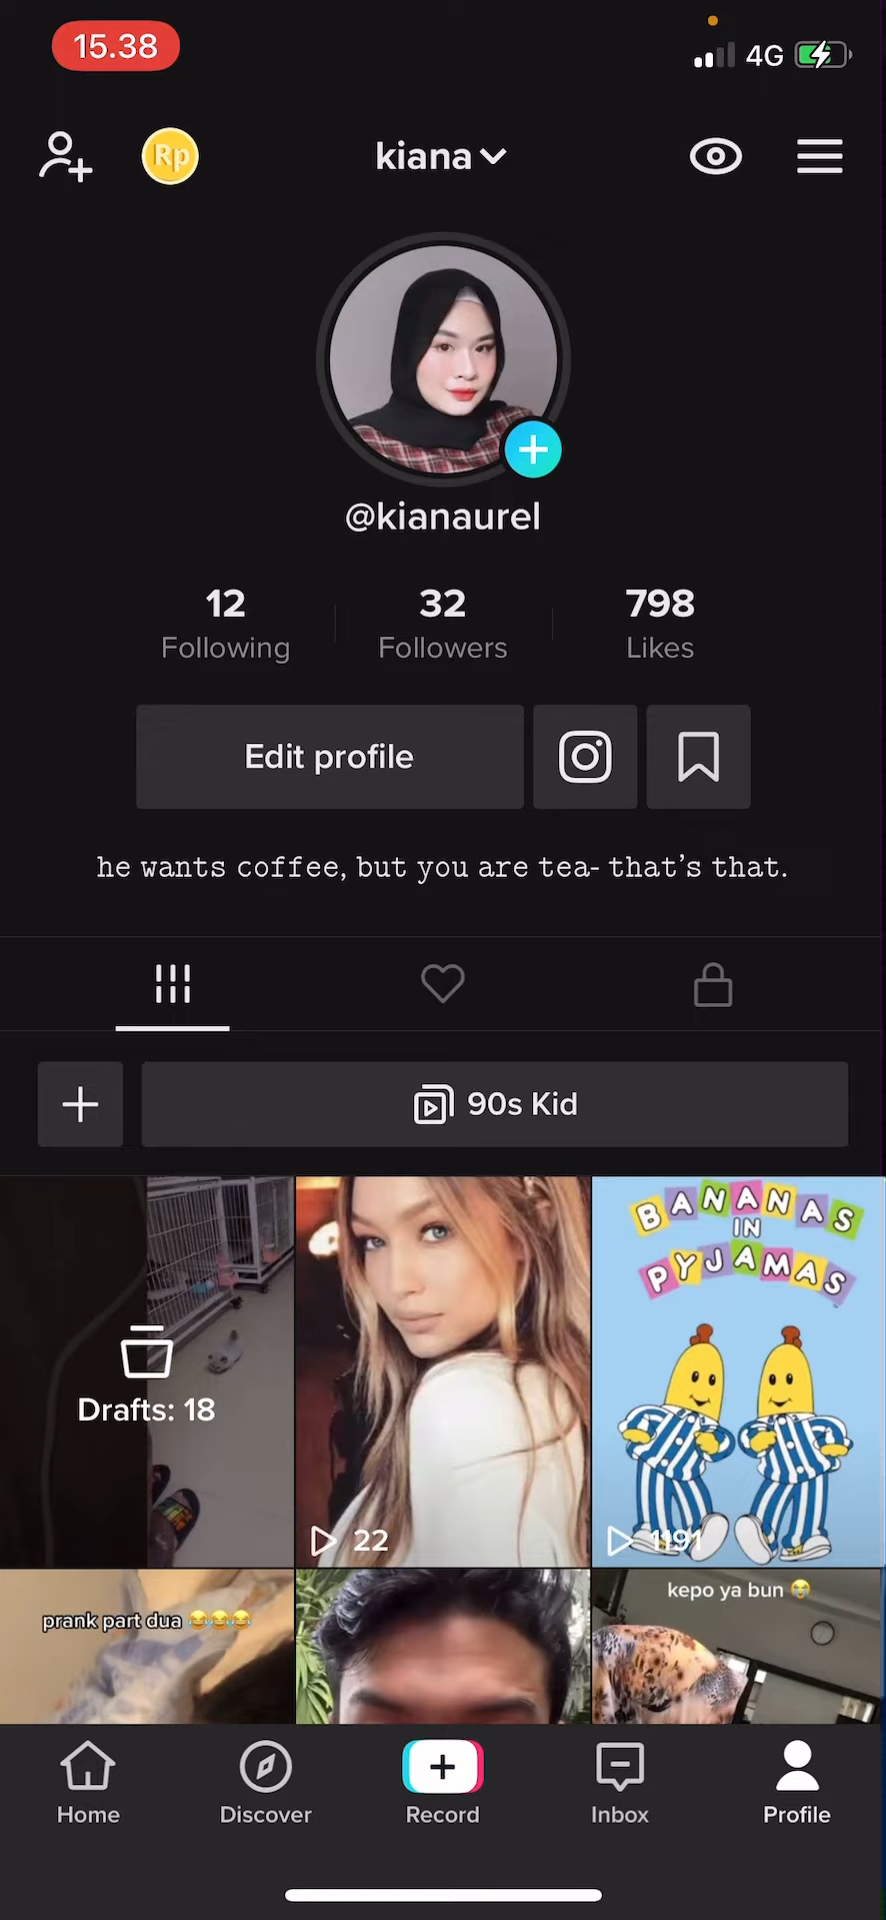 15.38
4G
Rp
kiana
@kianaurel
12
32
798
Following
Followers
Likes
Edit profile
he wants coffee, but you are tea- that’s that.
90s Kid
BANANAS
IN
PYJAMAS
Drafts: 18
22
1191
prank part dua 😂😂😂
kepo ya bun 😭
Home
Discover
Record
Inbox
Profile